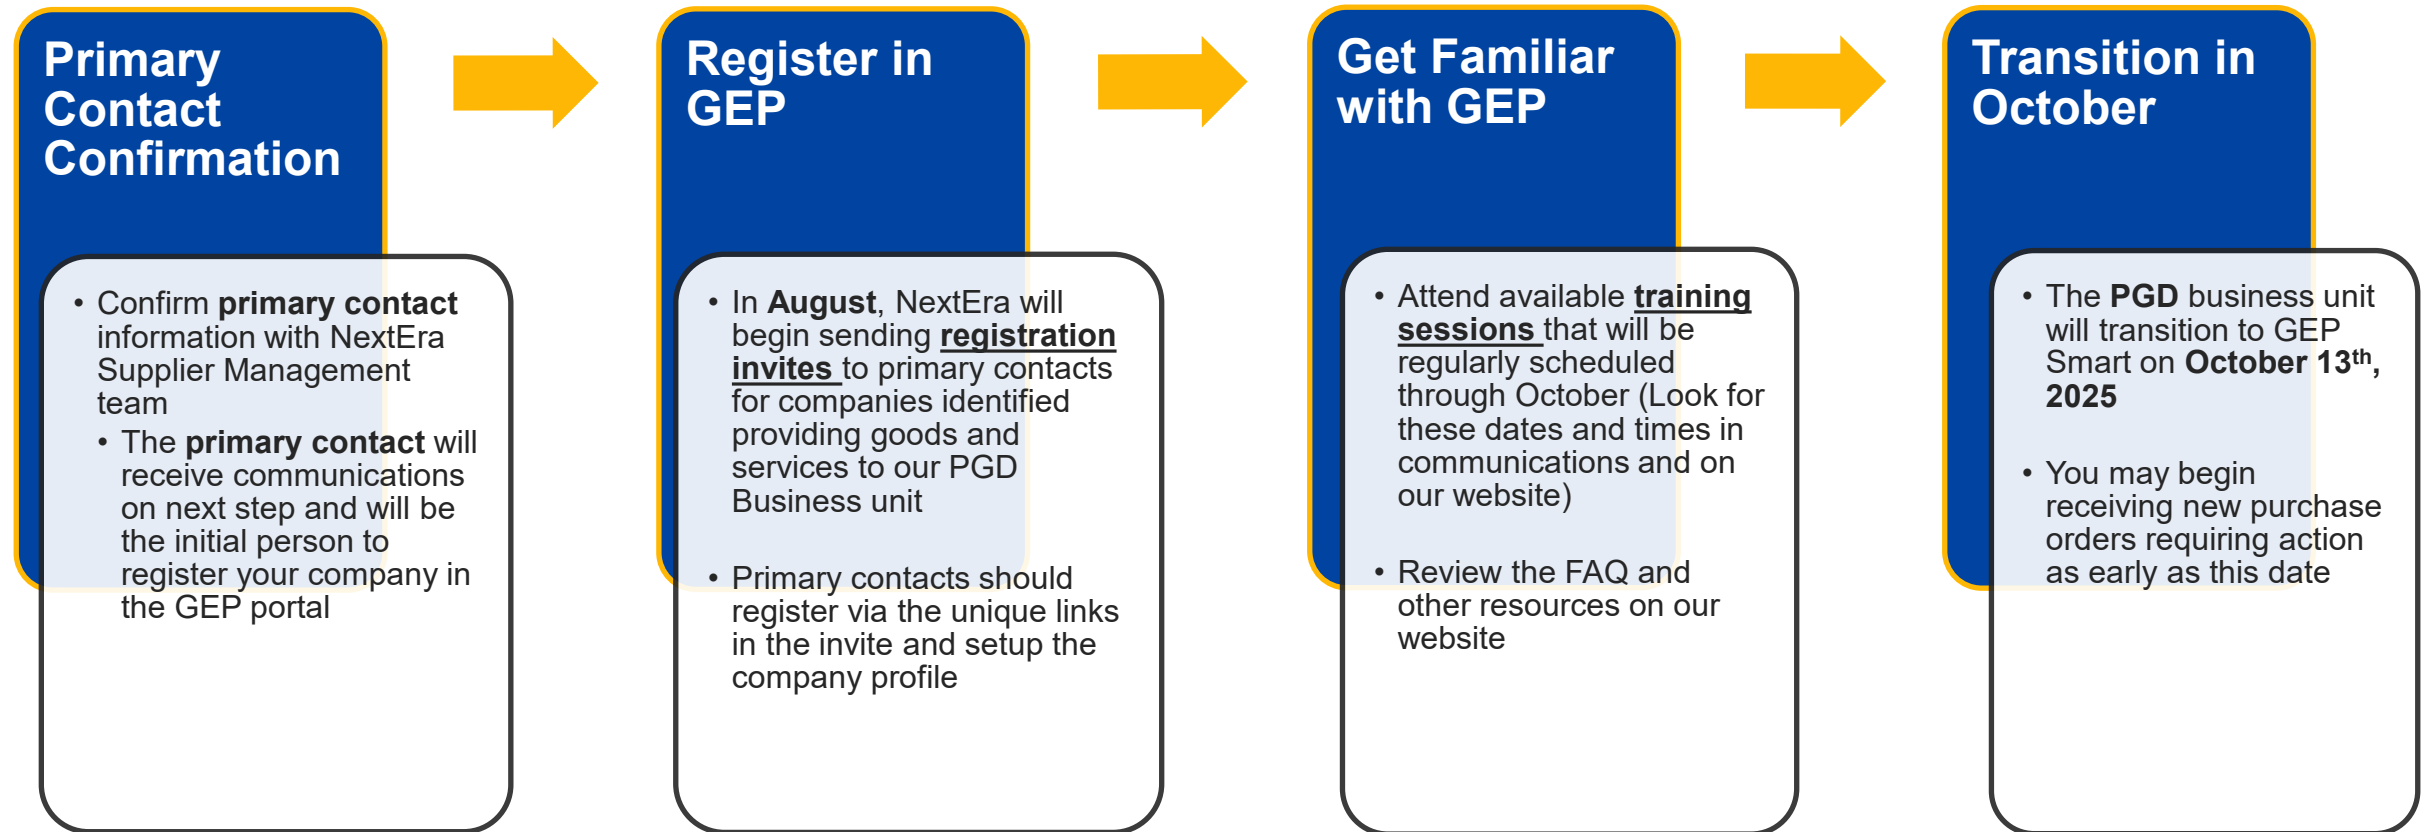 Primary
Contact
Confirmation
• Confirm primary contact
information with NextEra
Supplier Management
team
• The primary contact will
receive communications
on next step and will be
the initial person to
register your company in
the GEP portal
Register in
GEP
• In August, NextEra will
begin sending registration
invites to primary contacts
for companies identified
providing goods and
services to our PGD
Business unit
• Primary contacts should
register via the unique links
in the invite and setup the
company profile
Get Familiar
with GEP
• Attend available training
sessions that will be
regularly scheduled
through October (Look for
these dates and times in
communications and on
our website)
• Review the FAQ and
other resources on our
website
Transition in
October
• The PGD business unit
will transition to GEP
Smart on October 13th,
2025
• You may begin
receiving new purchase
orders requiring action
as early as this date